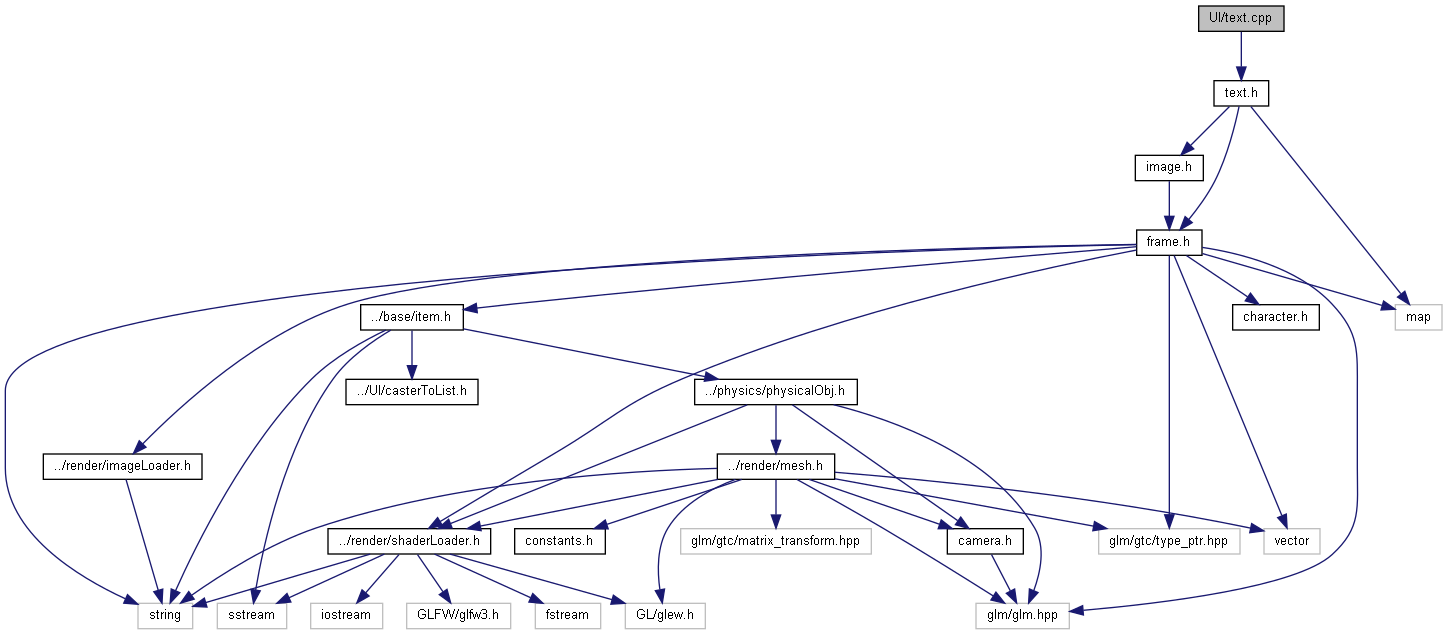 UI/text.cpp
text.h
image.h
frame.h
../base/item.h
character.h
map
../UI/casterToList.h
../physics/physicalObj.h
../render/imageLoader.h
../render/mesh.h
../render/shaderLoader.h
constants.h
glm/gtc/matrix_transform.hpp
camera.h
glm/gtc/type_ptr.hpp
vector
string
sstream
iostream
GLFW/glfw3.h
fstream
GL/glew.h
glm/glm.hpp